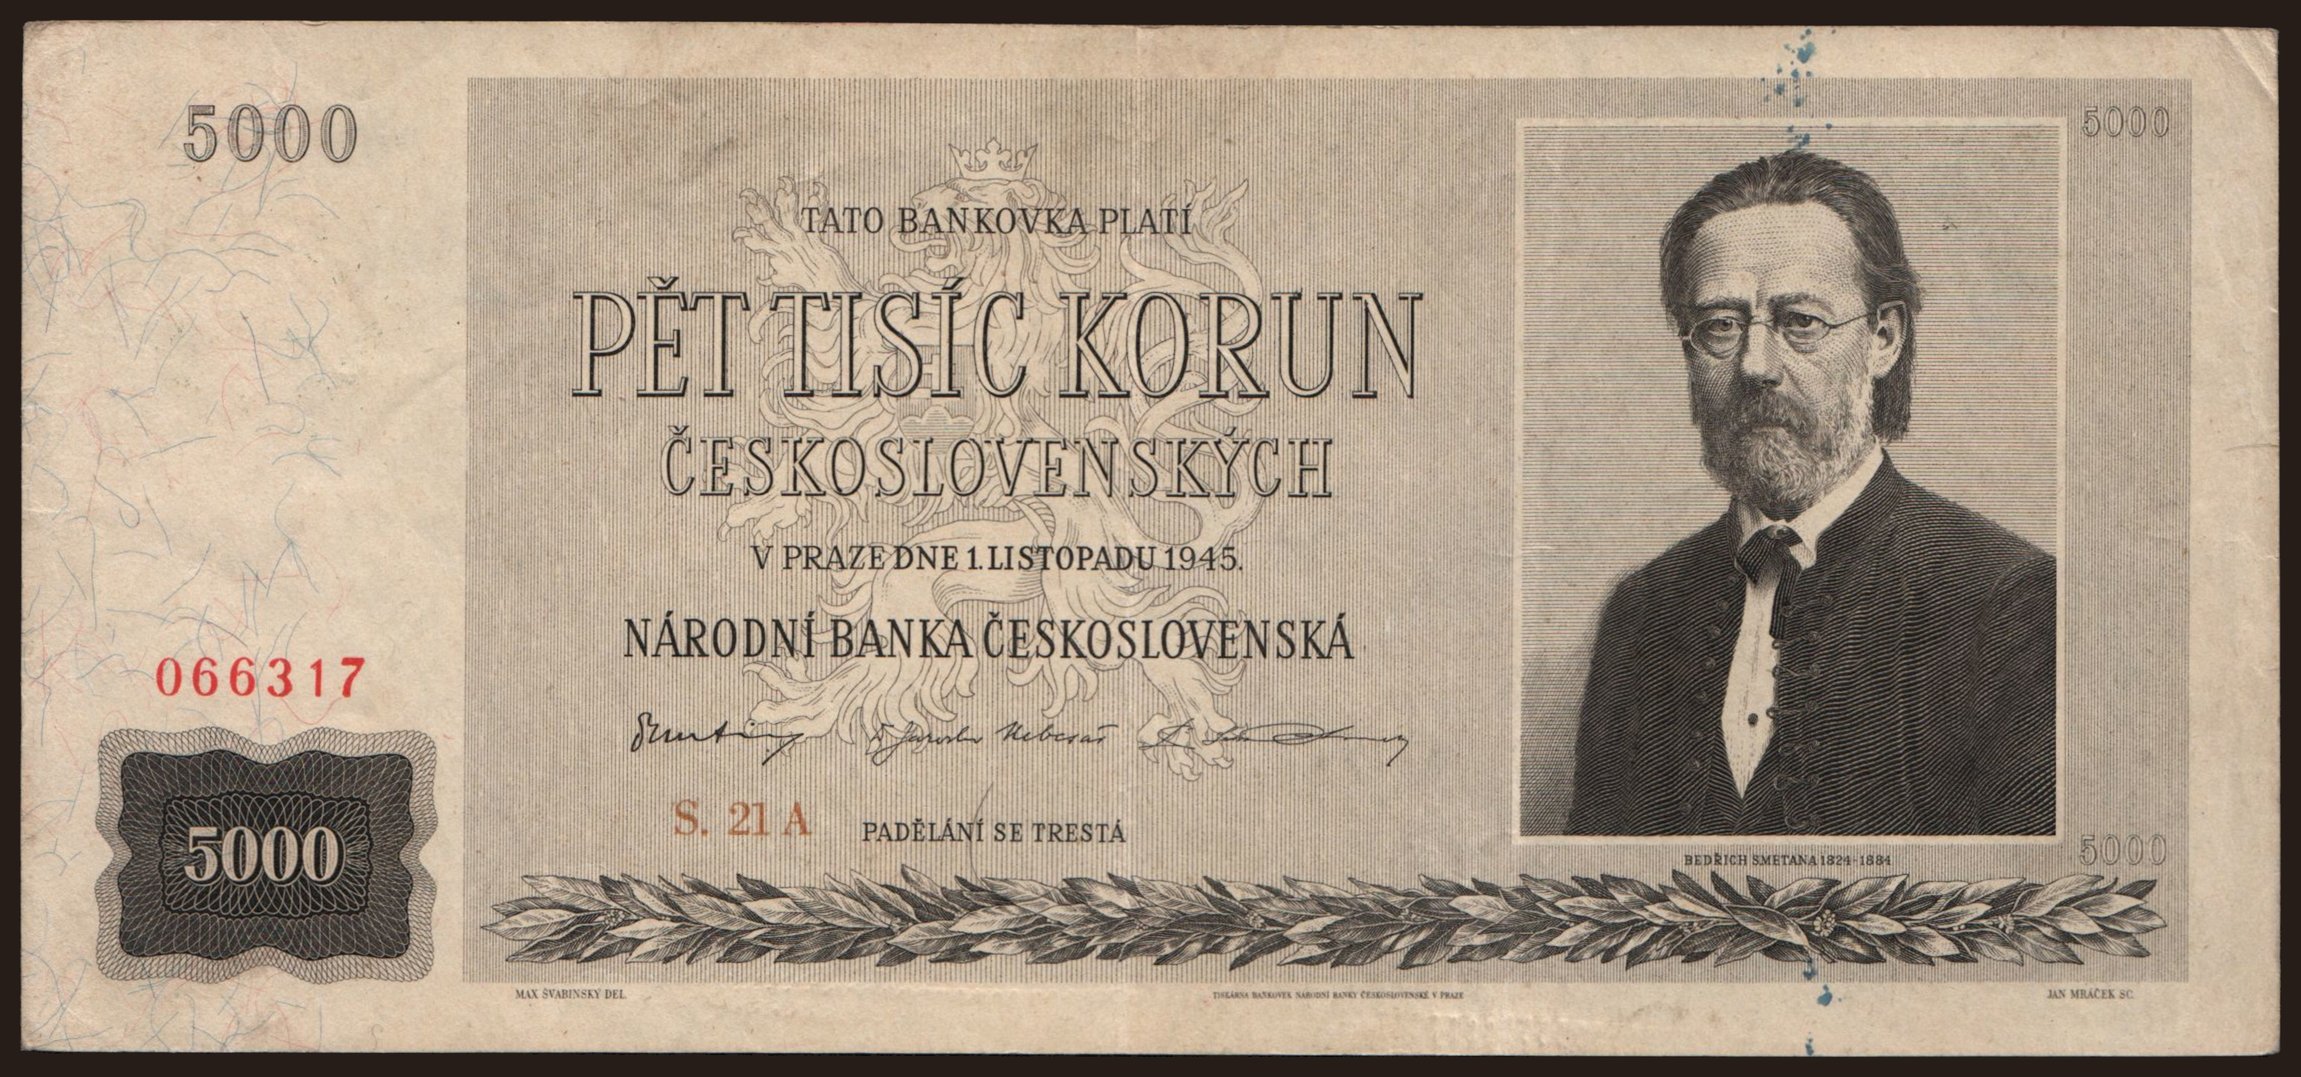 5000
5000
TATO BANKOVKA PLATÍ
PĚT TISÍC KORUN
ČESKOSLOVENSKÝCH
V PRAZE DNE 1. LISTOPADU 1945.
NÁRODNÍ BANKA ČESKOSLOVENSKÁ
066317
S. 21 A
PADĚLÁNÍ SE TRESTÁ
5000
BEDŘICH SMETANA 1824-1884
5000
MAX ŠVABINSKÝ DEL.
TISKÁRNA BANKOVEK NÁRODNÍ BANKY ČESKOSLOVENSKÉ V PRAZE
JAN MRÁČEK SC.